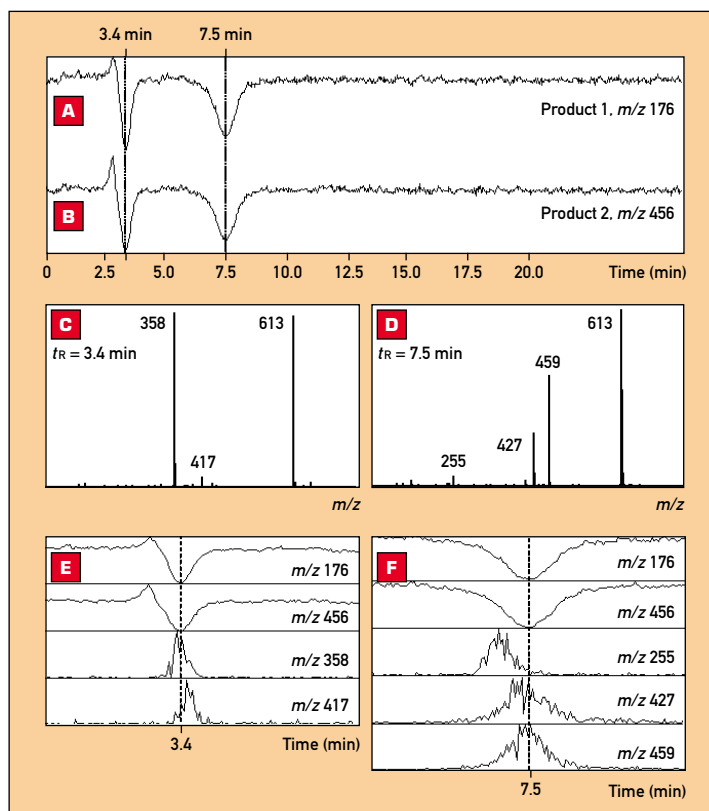 3.4 min 7.5 min
A
Product 1, m/z 176
B
Product 2, m/z 456
0 2.5 5.0 7.5 10.0 12.5 15.0 17.5 20.0 Time (min)
C
358
613
tR = 3.4 min
417
m/z
D
613
tR = 7.5 min
459
427
255
m/z
E
m/z 176
m/z 456
m/z 358
m/z 417
3.4
Time (min)
F
m/z 176
m/z 456
m/z 255
m/z 427
m/z 459
7.5
Time (min)